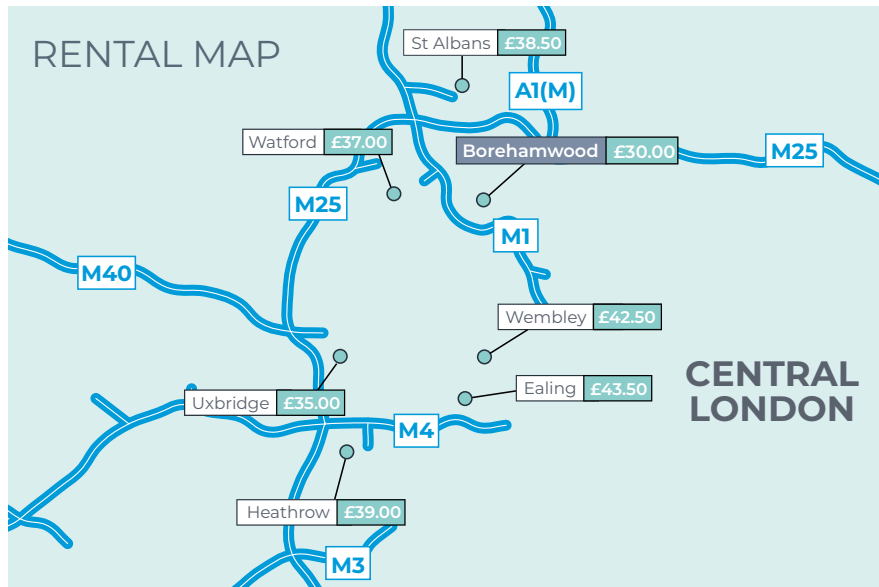 RENTAL MAP
St Albans £38.50
A1(M)
Watford £37.00
Borehamwood £30.00
M25
M25
M1
M40
Wembley £42.50
CENTRAL
LONDON
Ealing £43.50
Uxbridge £35.00
M4
Heathrow £39.00
M3